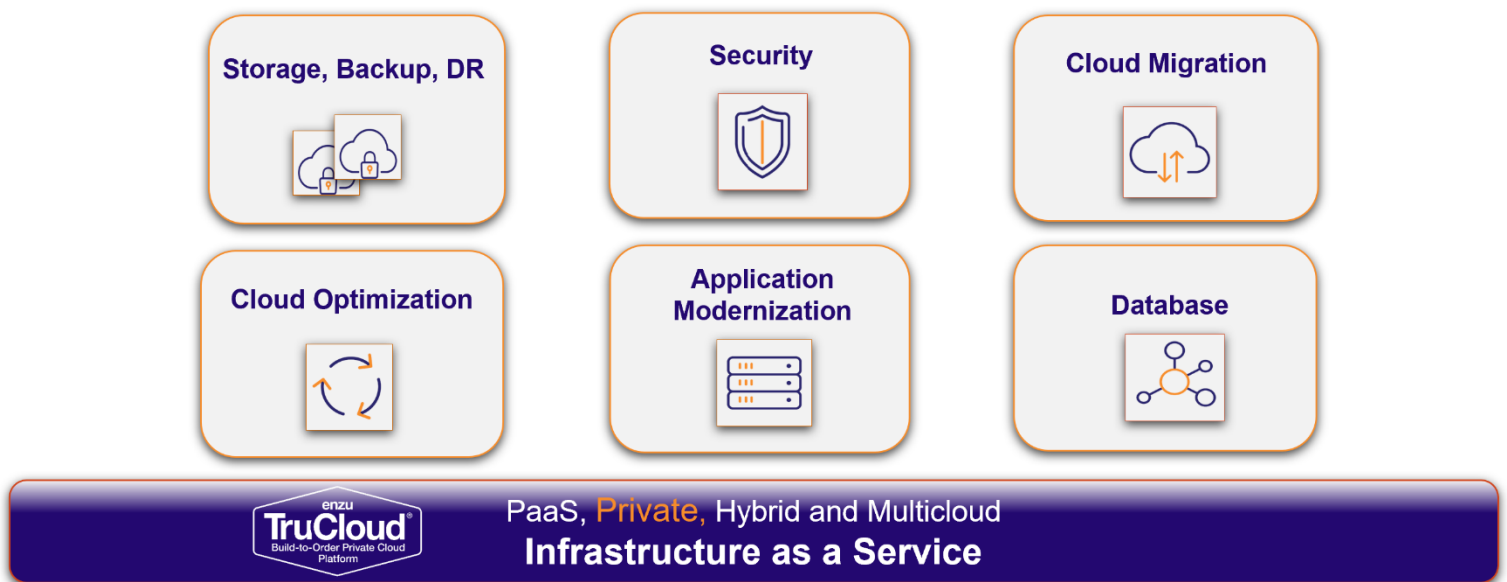 Storage, Backup, DR
Security
Cloud Migration
Cloud Optimization
Application
Modernization
Database
enzu
TruCloud®
Build-to-Order Private Cloud
Platform
PaaS, Private, Hybrid and Multicloud
Infrastructure as a Service